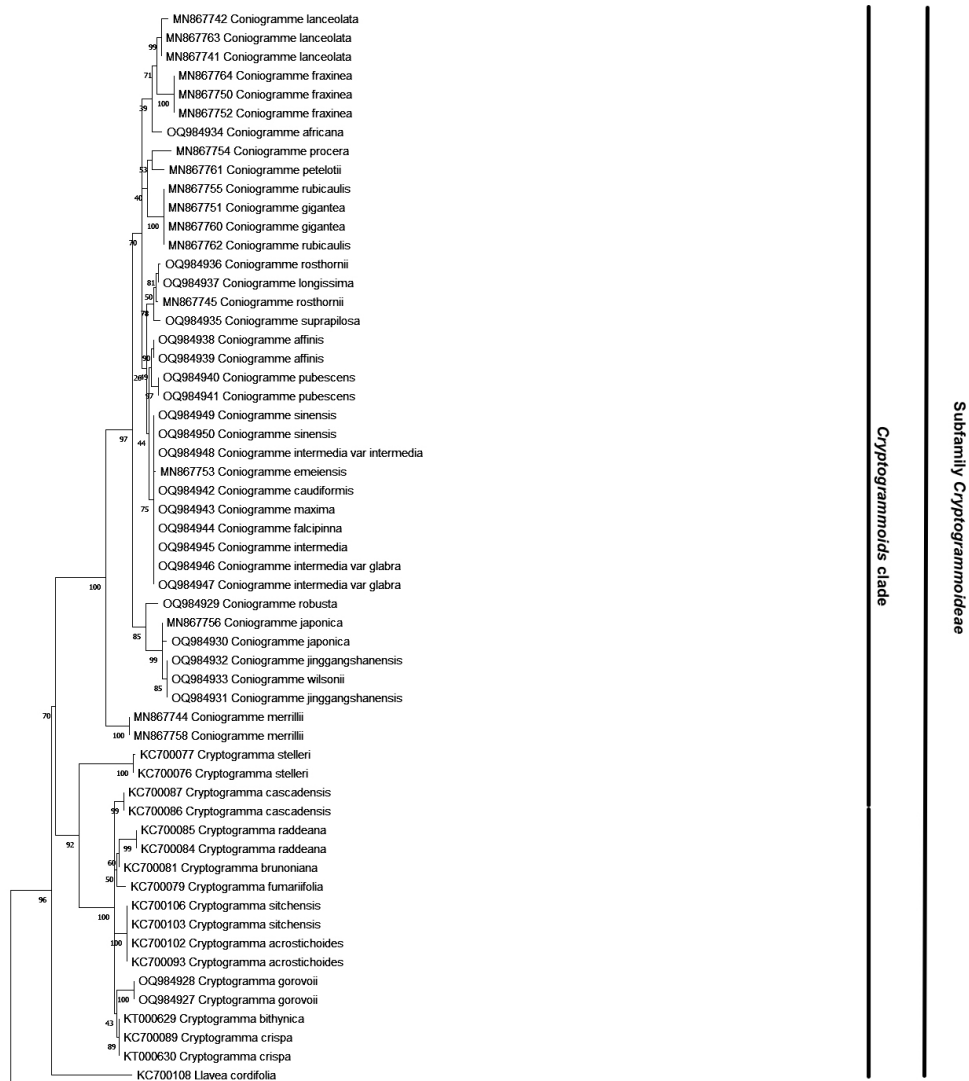 MN867742 Coniogramme lanceolata
MN867763 Coniogramme lanceolata
99
MN867741 Coniogramme lanceolata
71
MN867764 Coniogramme fraxinea
MN867750 Coniogramme fraxinea
100
39
MN867752 Coniogramme fraxinea
OQ984934 Coniogramme africana
MN867754 Coniogramme procera
53
MN867761 Coniogramme petelotii
MN867755 Coniogramme rubicaulis
40
MN867751 Coniogramme gigantea
100
MN867760 Coniogramme gigantea
70
MN867762 Coniogramme rubicaulis
OQ984936 Coniogramme rosthornii
81
OQ984937 Coniogramme longissima
50
MN867745 Coniogramme rosthornii
78
OQ984935 Coniogramme suprapilosa
OQ984938 Coniogramme affinis
90
OQ984939 Coniogramme affinis
26
49
OQ984940 Coniogramme pubescens
97
OQ984941 Coniogramme pubescens
OQ984949 Coniogramme sinensis
97
44
OQ984950 Coniogramme sinensis
OQ984948 Coniogramme intermedia var intermedia
MN867753 Coniogramme emeiensis
OQ984942 Coniogramme caudiformis
75
OQ984943 Coniogramme maxima
OQ984944 Coniogramme falcipinna
OQ984945 Coniogramme intermedia
OQ984946 Coniogramme intermedia var glabra
100
OQ984947 Coniogramme intermedia var glabra
OQ984929 Coniogramme robusta
MN867756 Coniogramme japonica
85
OQ984930 Coniogramme japonica
99
OQ984932 Coniogramme jinggangshanensis
OQ984933 Coniogramme wilsonii
85
OQ984931 Coniogramme jinggangshanensis
70
MN867744 Coniogramme merrillii
100
MN867758 Coniogramme merrillii
KC700077 Cryptogramma stelleri
100
KC700076 Cryptogramma stelleri
KC700087 Cryptogramma cascadensis
99
KC700086 Cryptogramma cascadensis
KC700085 Cryptogramma raddeana
92
99
KC700084 Cryptogramma raddeana
60
KC700081 Cryptogramma brunoniana
50
KC700079 Cryptogramma fumariifolia
96
KC700106 Cryptogramma sitchensis
100
KC700103 Cryptogramma sitchensis
100
KC700102 Cryptogramma acrostichoides
KC700093 Cryptogramma acrostichoides
OQ984928 Cryptogramma gorovoii
100
OQ984927 Cryptogramma gorovoii
43
KT000629 Cryptogramma bithynica
KC700089 Cryptogramma crispa
89
KT000630 Cryptogramma crispa
KC700108 Llavea cordifolia
Cryptogrammoids clade
Subfamily Cryptogrammoideae